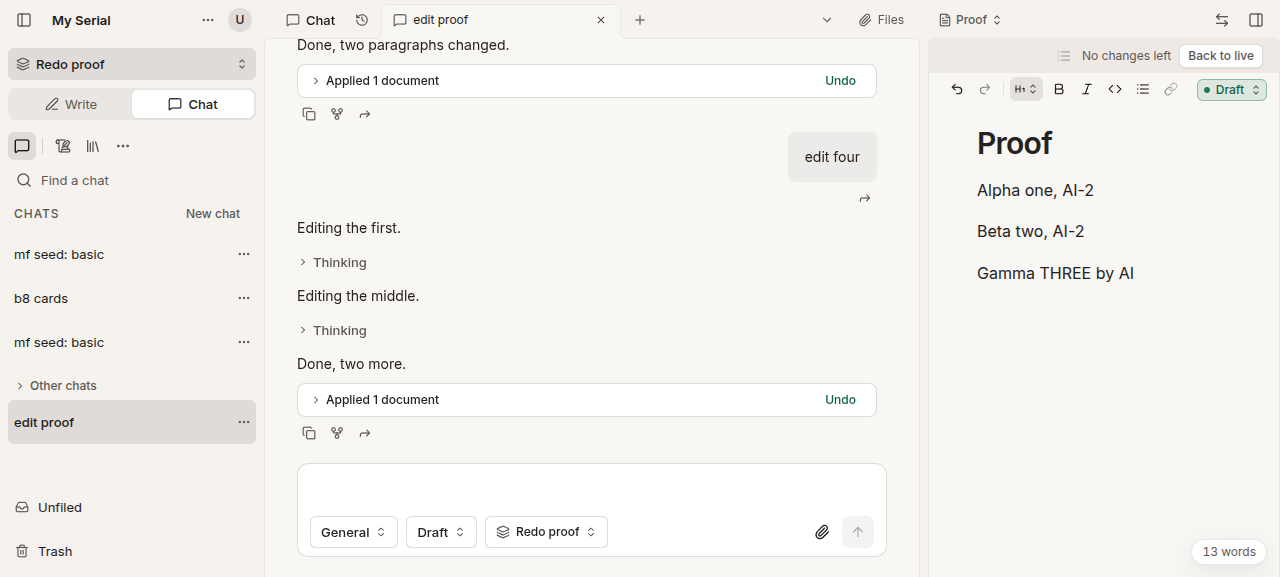 My Serial
U
Redo proof
Write
Chat
Find a chat
CHATS
New chat
mf seed: basic
b8 cards
mf seed: basic
Other chats
edit proof
Unfiled
Trash
Chat
edit proof
Files
Done, two paragraphs changed.
Applied 1 document
Undo
edit four
Editing the first.
Thinking
Editing the middle.
Thinking
Done, two more.
Applied 1 document
Undo
General
Draft
Redo proof
Proof
No changes left
Back to live
H1
B
I
Draft
Proof
Alpha one, AI-2
Beta two, AI-2
Gamma THREE by AI
13 words